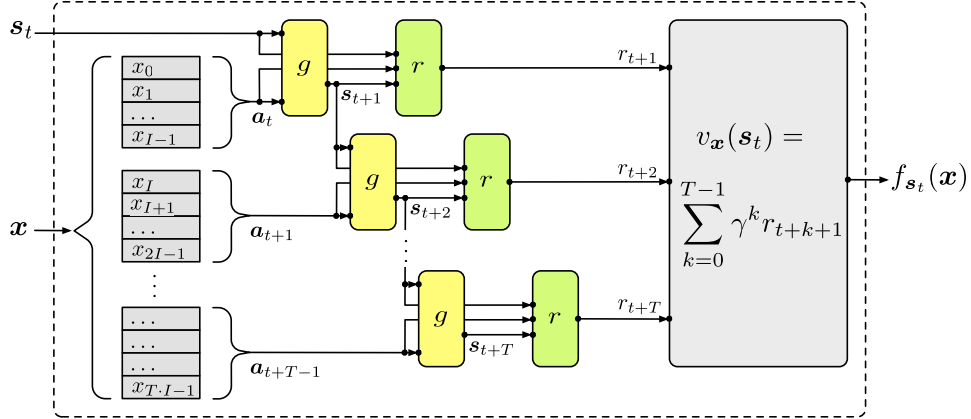 s_t
x_0
x_1
…
x_{I−1}
a_t
g
s_{t+1}
r
r_{t+1}
x
x_I
x_{I+1}
…
x_{2I−1}
a_{t+1}
g
s_{t+2}
r
r_{t+2}
⋮
⋮
…
…
…
x_{T·I−1}
a_{t+T−1}
g
s_{t+T}
r
r_{t+T}
v_x(s_t) =
∑_{k=0}^{T−1} γ^k r_{t+k+1}
f_{s_t}(x)